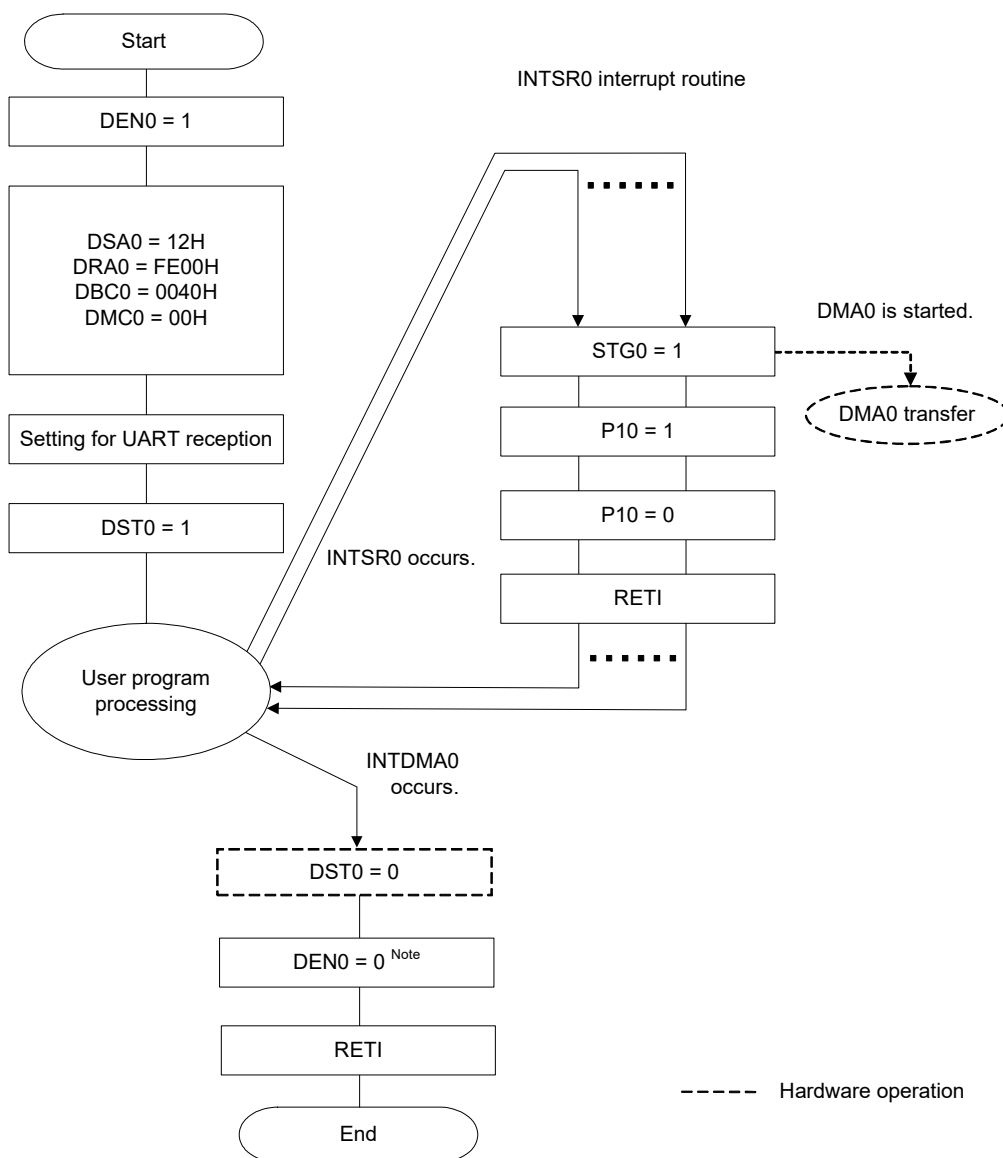 Start
DEN0 = 1
DSA0 = 12H
DRA0 = FE00H
DBC0 = 0040H
DMC0 = 00H
Setting for UART reception
DST0 = 1
User program
processing
INTSR0 occurs.
INTSR0 interrupt routine
STG0 = 1
DMA0 is started.
DMA0 transfer
P10 = 1
P10 = 0
RETI
INTDMA0
occurs.
DST0 = 0
DEN0 = 0 Note
RETI
End
Hardware operation